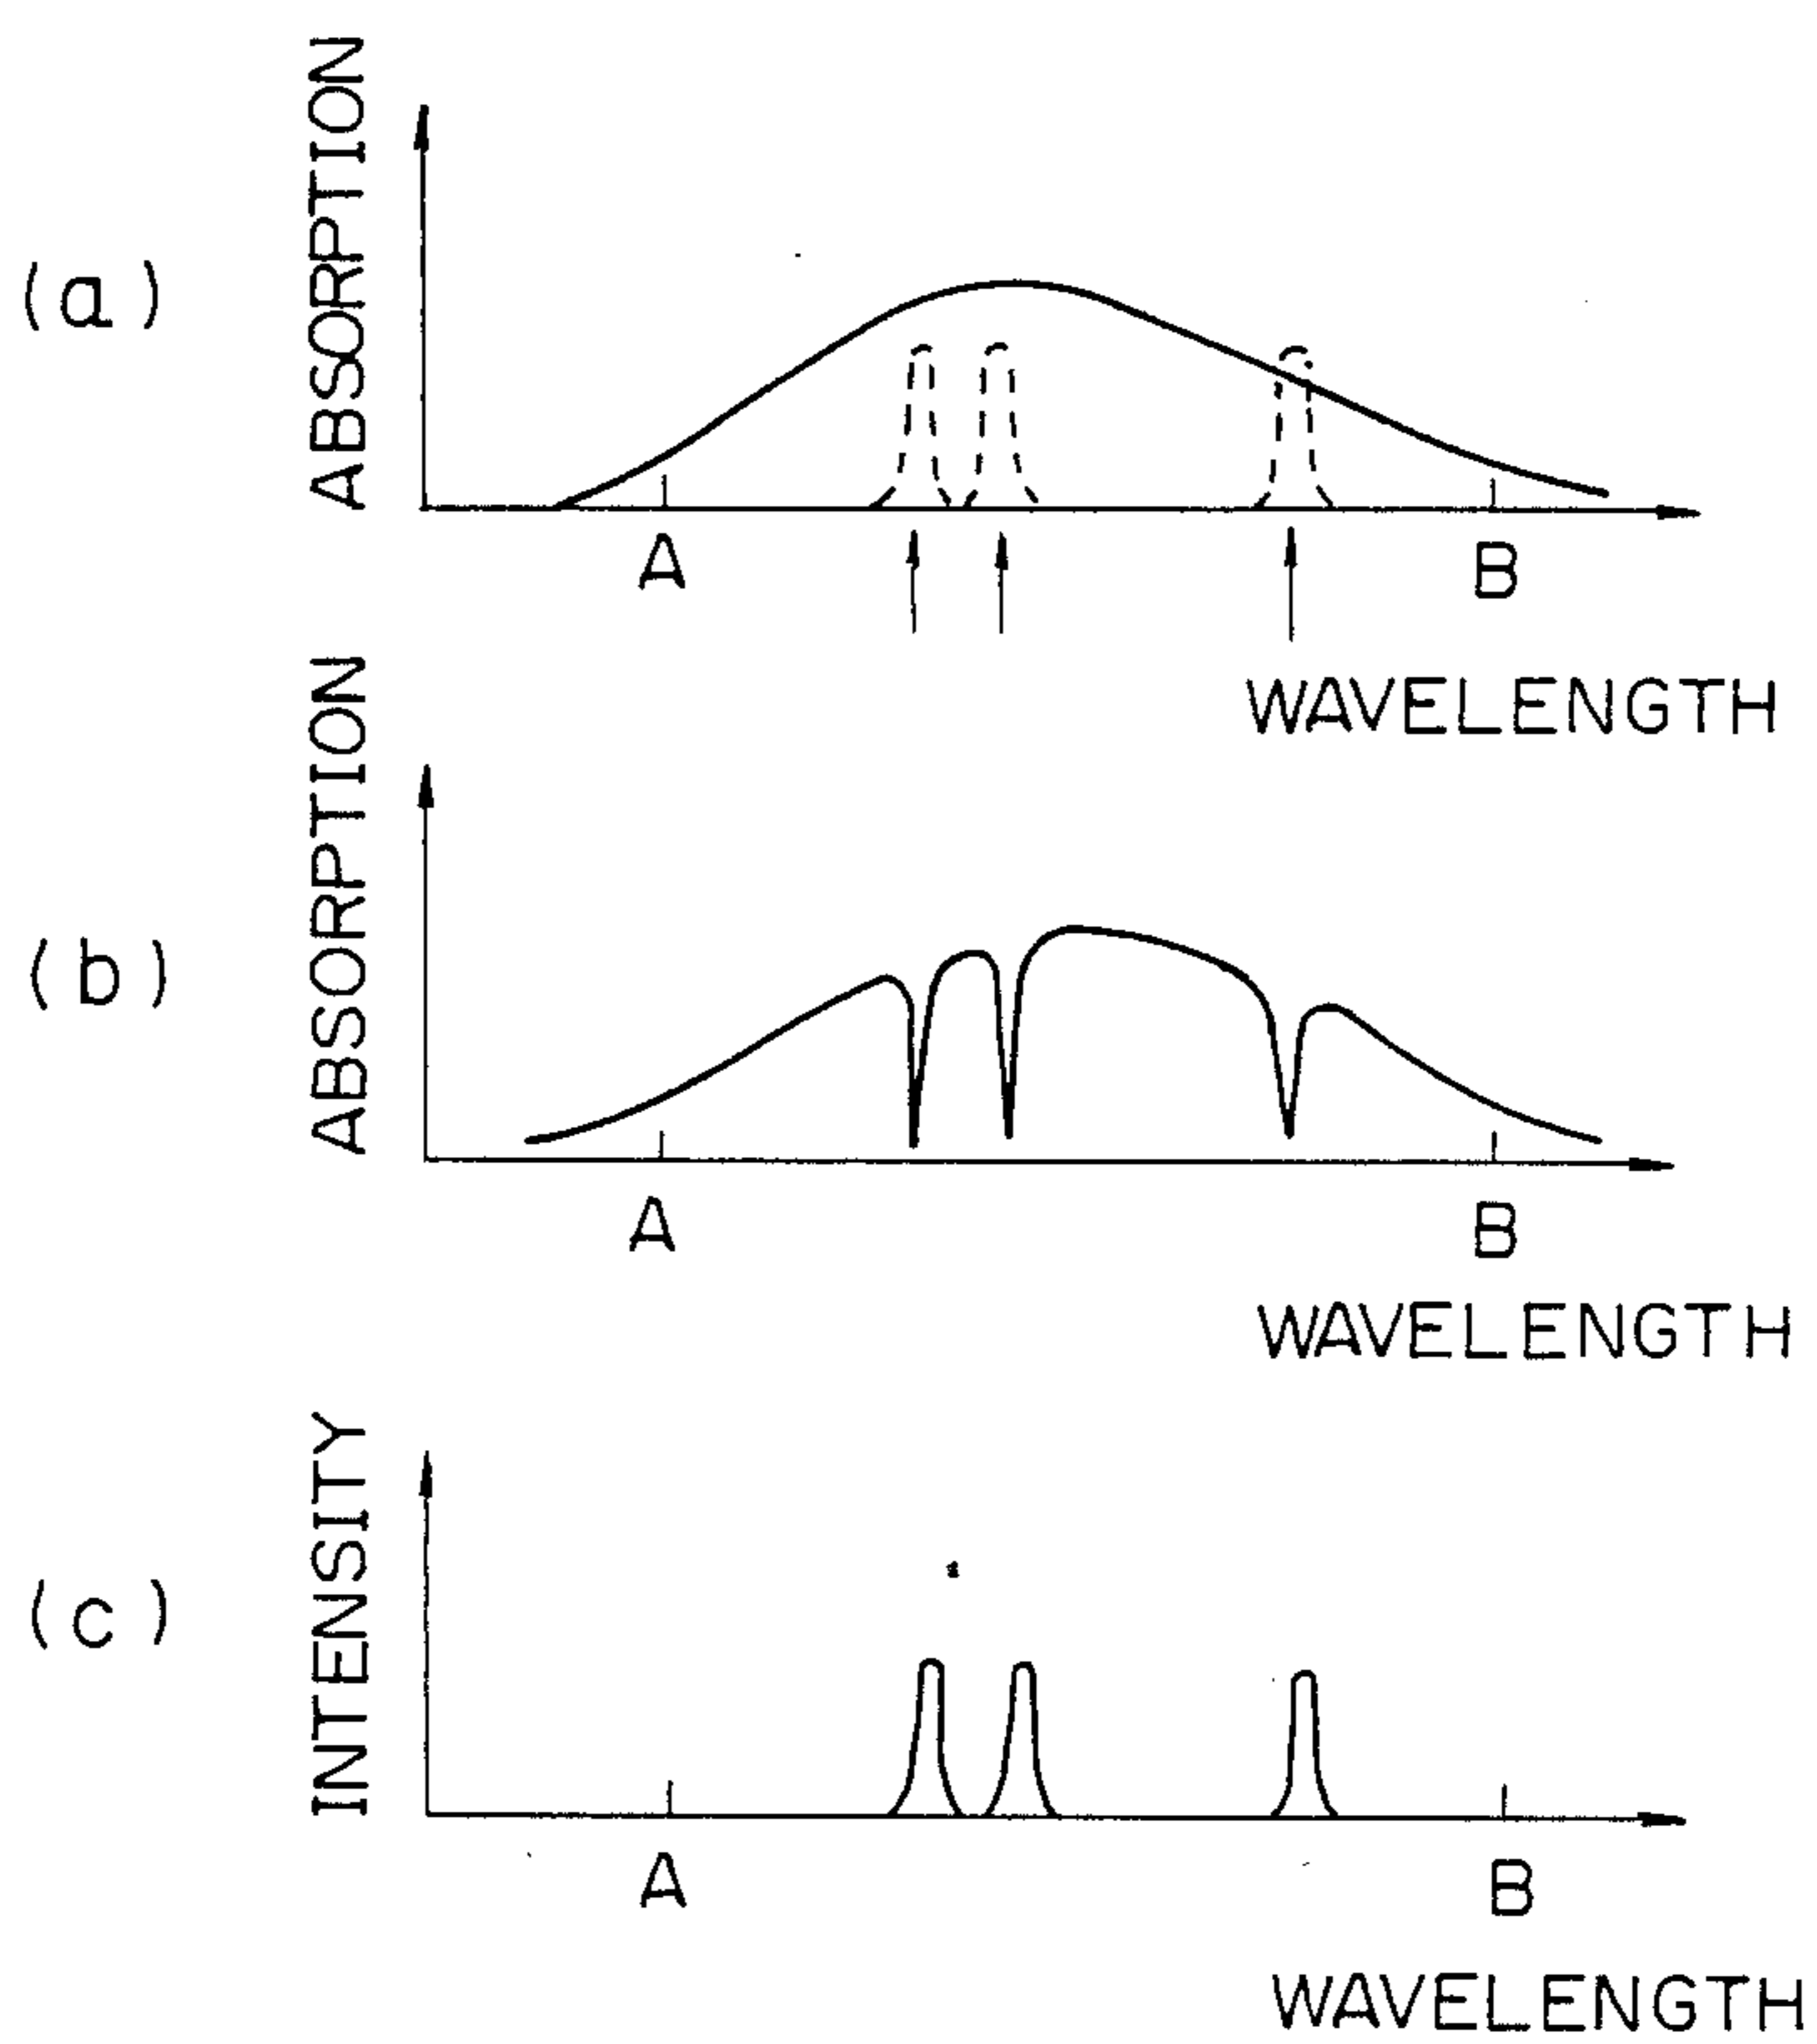 (a)
ABSORPTION
A
B
WAVELENGTH
(b)
ABSORPTION
A
B
WAVELENGTH
(c)
INTENSITY
A
B
WAVELENGTH